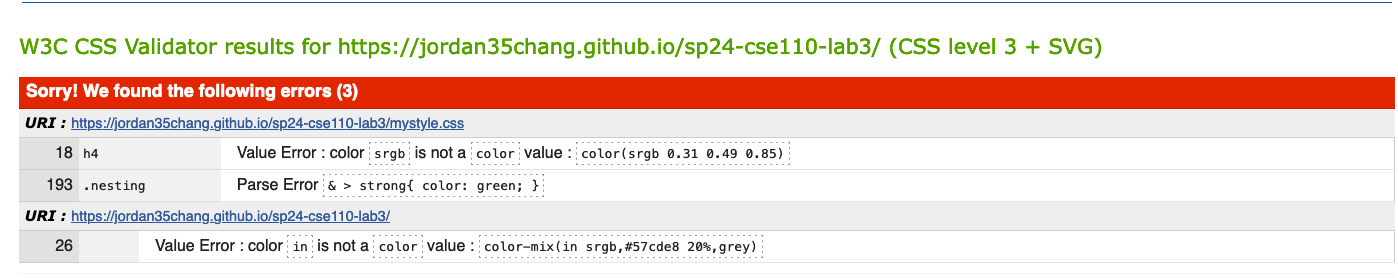 W3C CSS Validator results for https://jordan35chang.github.io/sp24-cse110-lab3/ (CSS level 3 + SVG)
Sorry! We found the following errors (3)
URI : https://jordan35chang.github.io/sp24-cse110-lab3/mystyle.css
18 h4 Value Error : color srgb is not a color value : color(srgb 0.31 0.49 0.85)
193 .nesting Parse Error & > strong{ color: green; }
URI : https://jordan35chang.github.io/sp24-cse110-lab3/
26 Value Error : color in is not a color value : color-mix(in srgb,#57cde8 20%,grey)